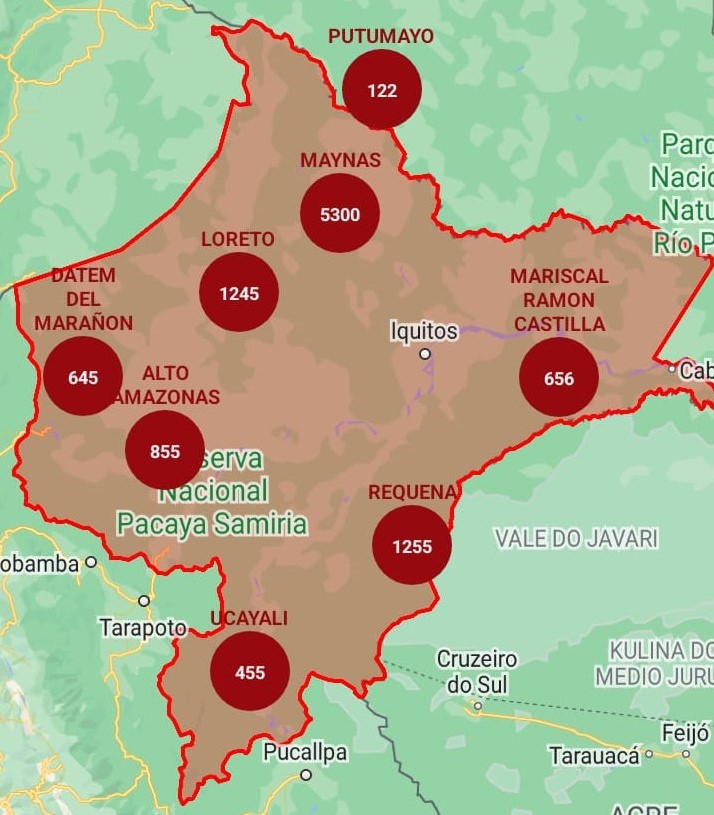 PUTUMAYO
122
MAYNAS
5300
LORETO
1245
DATEM
DEL
MARAÑON
645
ALTO
AMAZONAS
855
MARISCAL
RAMON
CASTILLA
656
Iquitos
REQUENA
1255
UCAYALI
455
serva
Nacional
Pacaya Samiria
Parq
Nacio
Natu
Río P
Cab
VALE DO JAVARI
obamba
Tarapoto
Cruzeiro
do Sul
KULINA DO
MEDIO JURU
Feijó
Tarauacá
Pucallpa
ACRE